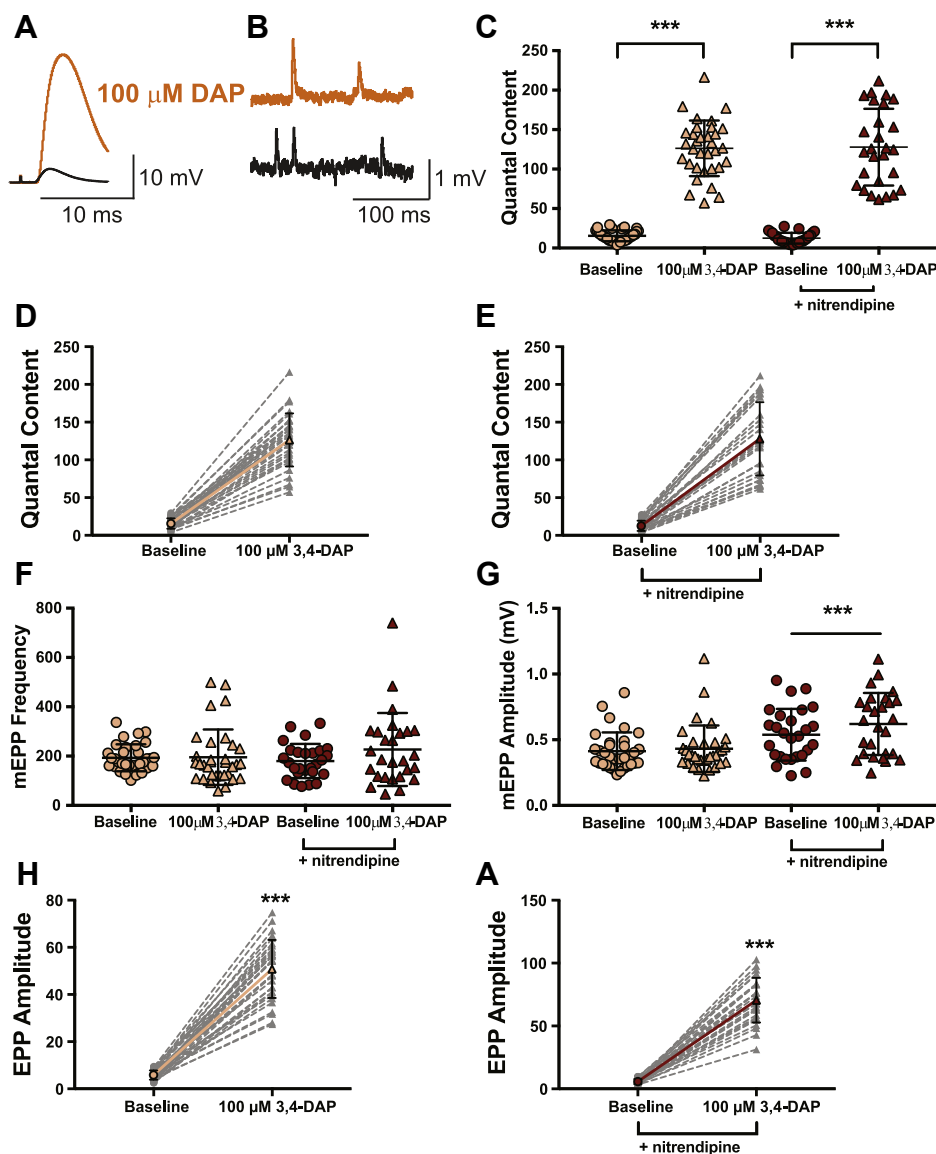 A
100 μM DAP
10 mV
10 ms
B
1 mV
100 ms
C
***
***
Quantal Content
250
200
150
100
50
0
Baseline
100μM 3,4-DAP
Baseline
100μM 3,4-DAP
+ nitrendipine
D
Quantal Content
250
200
150
100
50
0
Baseline
100 μM 3,4-DAP
E
Quantal Content
250
200
150
100
50
0
Baseline
100 μM 3,4-DAP
+ nitrendipine
F
mEPP Frequency
800
600
400
200
0
Baseline
100μM 3,4-DAP
Baseline
100μM 3,4-DAP
+ nitrendipine
G
mEPP Amplitude (mV)
1.5
1.0
0.5
0.0
***
Baseline
100μM 3,4-DAP
Baseline
100μM 3,4-DAP
+ nitrendipine
H
EPP Amplitude
80
60
40
20
0
***
Baseline
100 μM 3,4-DAP
A
EPP Amplitude
150
100
50
0
***
Baseline
100 μM 3,4-DAP
+ nitrendipine